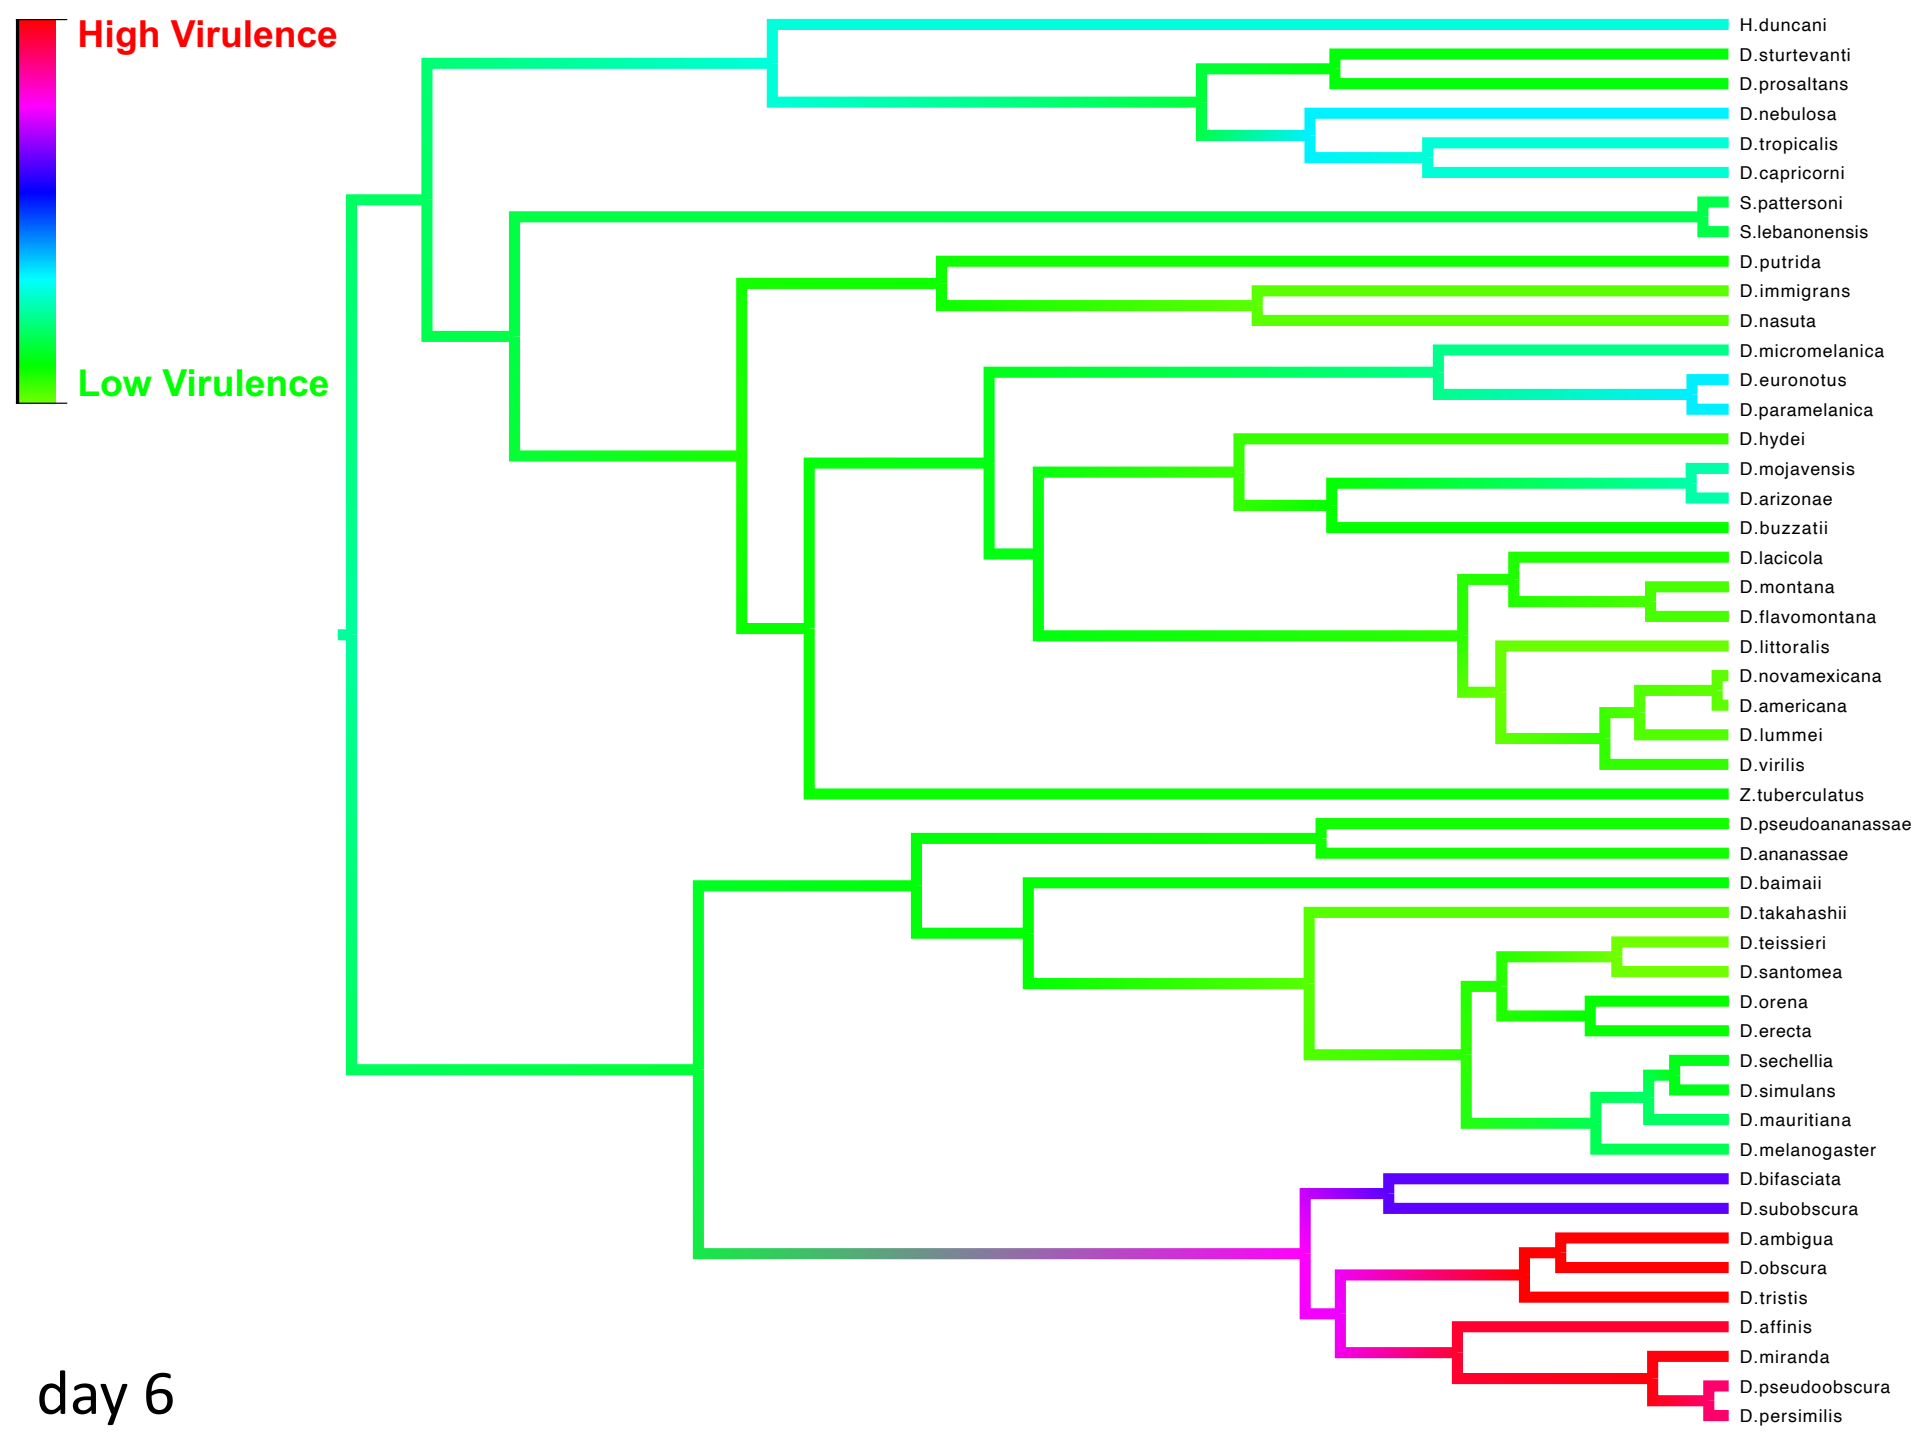 High Virulence
Low Virulence
H.duncani
D.sturtevanti
D.prosaltans
D.nebulosa
D.tropicalis
D.capricorni
S.pattersoni
S.lebanonensis
D.putrida
D.immigrans
D.nasuta
D.micromelanica
D.euronotus
D.paramelanica
D.hydei
D.mojavensis
D.arizonae
D.buzzatii
D.lacicola
D.montana
D.flavomontana
D.littoralis
D.novamexicana
D.americana
D.lummei
D.virilis
Z.tuberculatus
D.pseudoananassae
D.ananassae
D.baimaii
D.takahashii
D.teissieri
D.santomea
D.orena
D.erecta
D.sechellia
D.simulans
D.mauritiana
D.melanogaster
D.bifasciata
D.subobscura
D.ambigua
D.obscura
D.tristis
D.affinis
D.miranda
D.pseudoobscura
D.persimilis
day 6